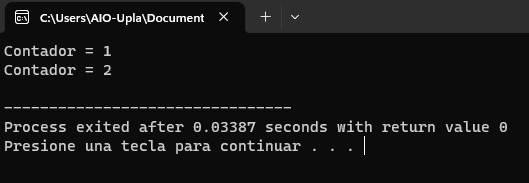 C:\Users\AIO-Upla\Document
Contador = 1
Contador = 2
--------------------------------
Process exited after 0.03387 seconds with return value 0
Presione una tecla para continuar . . .